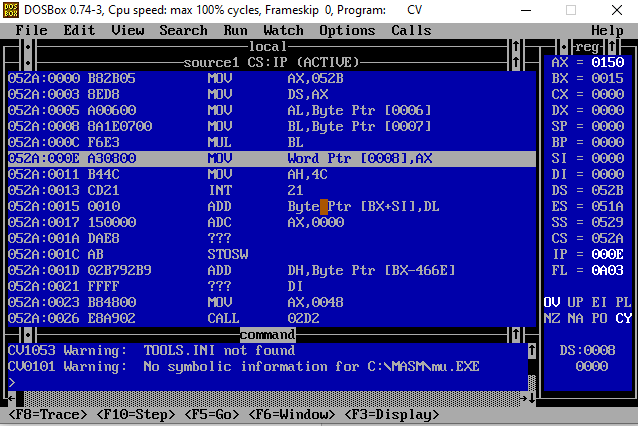 DOSBox 0.74-3, Cpu speed: max 100% cycles, Frameskip 0, Program: CV
File Edit View Search Run Watch Options Calls Help
local
source1 CS:IP (ACTIVE)
052A:0000 B82B05 MOV AX,052B
052A:0003 8ED8 MOV DS,AX
052A:0005 A00600 MOV AL,Byte Ptr [0006]
052A:0008 8A1E0700 MOV BL,Byte Ptr [0007]
052A:000C F6E3 MUL BL
052A:000E A30800 MOV Word Ptr [0008],AX
052A:0011 B44C MOV AH,4C
052A:0013 CD21 INT 21
052A:0015 0010 ADD Byte Ptr [BX+SI],DL
052A:0017 150000 ADC AX,0000
052A:001A DAE8 ???
052A:001C AB STOSW
052A:001D 02B792B9 ADD DH,Byte Ptr [BX-466E]
052A:0021 FFFF ??? DI
052A:0023 B84800 MOV AX,0048
052A:0026 E8A902 CALL 02D2
reg
AX = 0150
BX = 0015
CX = 0000
DX = 0000
SP = 0000
BP = 0000
SI = 0000
DI = 0000
DS = 052B
ES = 051A
SS = 0529
CS = 052A
IP = 000E
FL = 0A03
OV UP EI PL
NZ NA PO CY
DS:0008
0000
command
CV1053 Warning: TOOLS.INI not found
CV0101 Warning: No symbolic information for C:\MASM\mu.EXE
>
<F8=Trace> <F10=Step> <F5=Go> <F6=Window> <F3=Display>